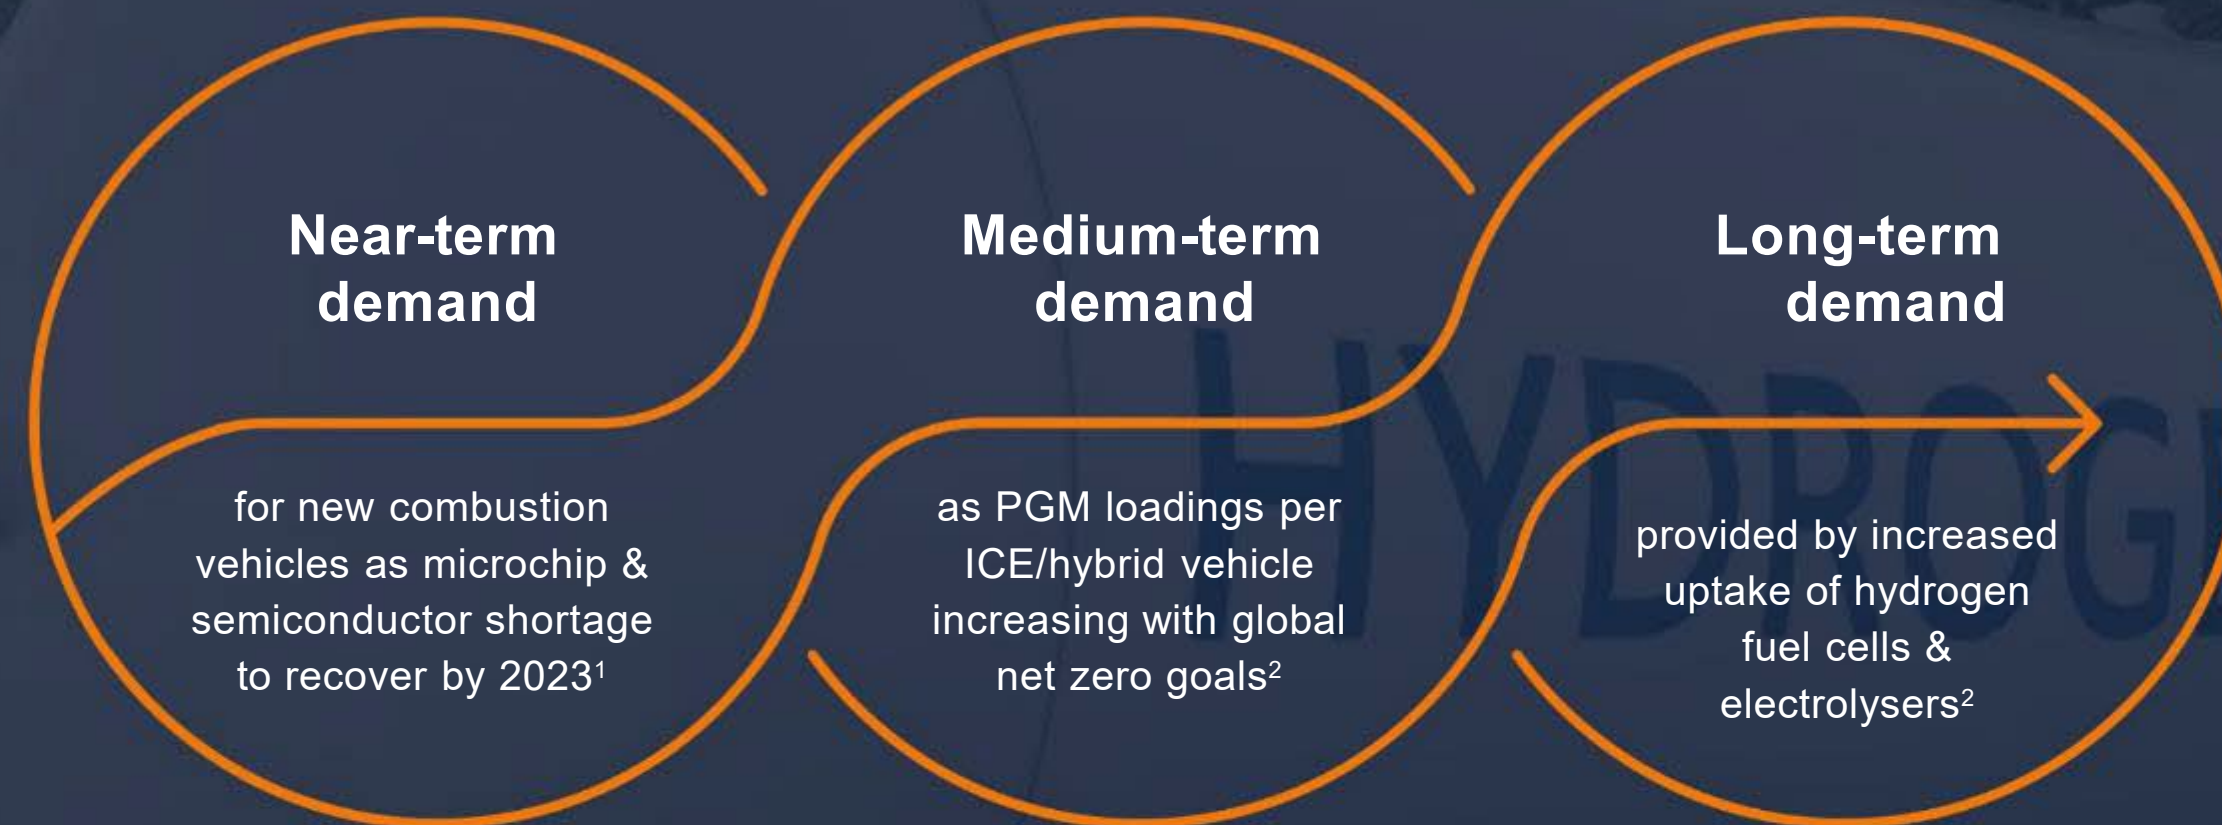 Near-term
demand
for new combustion
vehicles as microchip &
semiconductor shortage
to recover by 2023¹
Medium-term
demand
as PGM loadings per
ICE/hybrid vehicle
increasing with global
net zero goals²
Long-term
demand
provided by increased
uptake of hydrogen
fuel cells &
electrolysers²
HYDROG